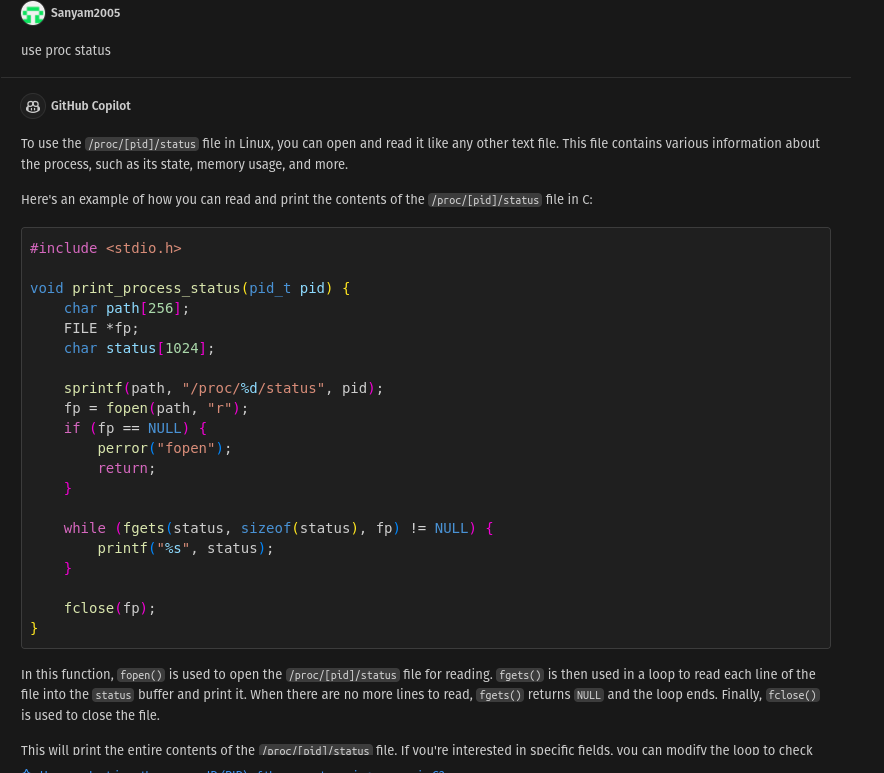 Sanyam2005
use proc status
GitHub Copilot
To use the /proc/[pid]/status file in Linux, you can open and read it like any other text file. This file contains various information about
the process, such as its state, memory usage, and more.
Here's an example of how you can read and print the contents of the /proc/[pid]/status file in C:
#include <stdio.h>
void print_process_status(pid_t pid) {
    char path[256];
    FILE *fp;
    char status[1024];
    sprintf(path, "/proc/%d/status", pid);
    fp = fopen(path, "r");
    if (fp == NULL) {
        perror("fopen");
        return;
    }
    while (fgets(status, sizeof(status), fp) != NULL) {
        printf("%s", status);
    }
    fclose(fp);
}
In this function, fopen() is used to open the /proc/[pid]/status file for reading. fgets() is then used in a loop to read each line of the
file into the status buffer and print it. When there are no more lines to read, fgets() returns NULL and the loop ends. Finally, fclose()
is used to close the file.
This will print the entire contents of the /proc/[pid]/status file. If you're interested in specific fields, you can modify the loop to check